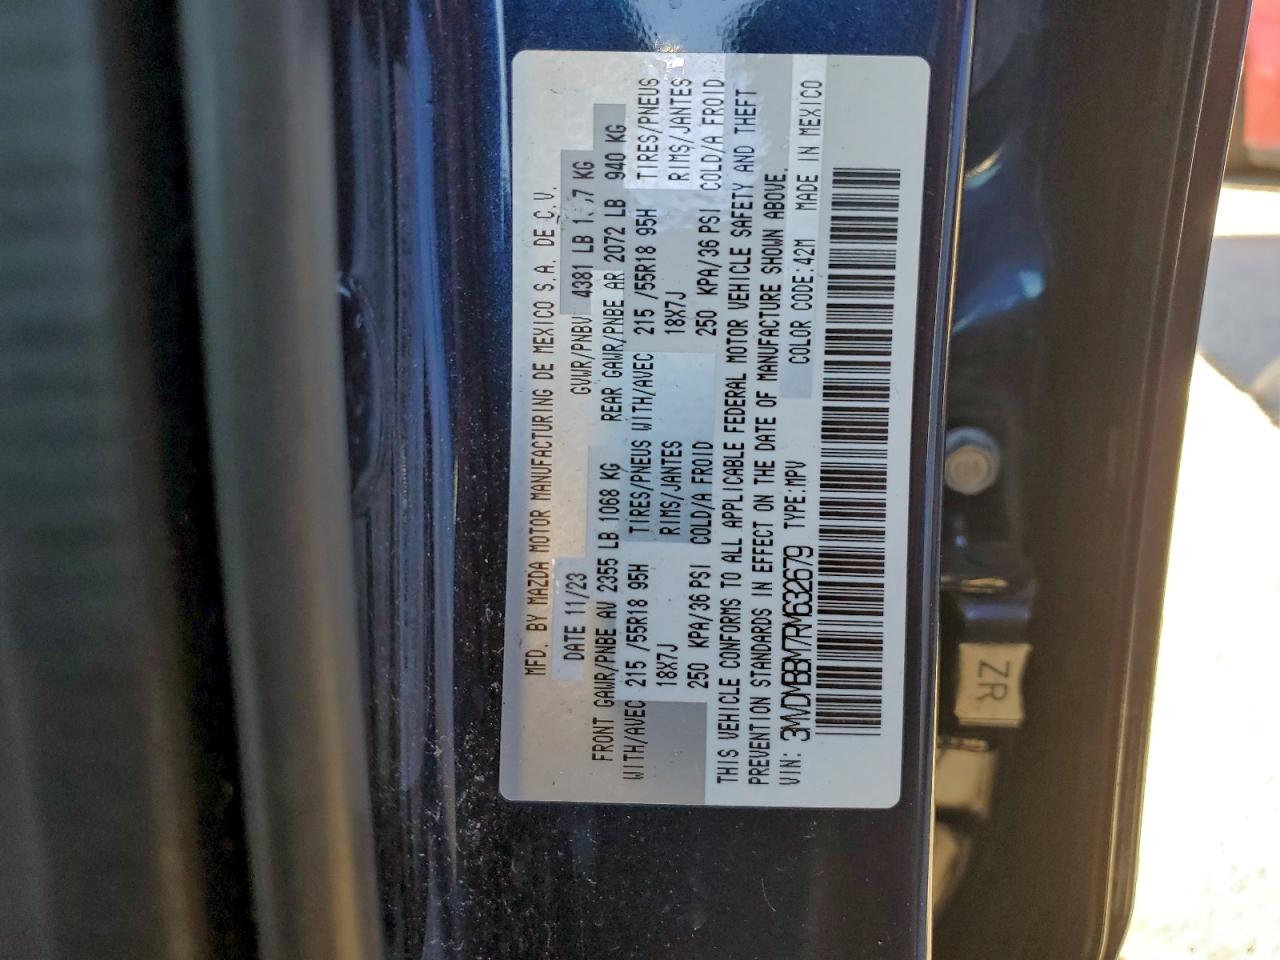 MFD. BY MAZDA MOTOR MANUFACTURING DE MEXICO S.A. DE C.V.
DATE 11/23 GVWR/PNBV 4381 LB KG
FRONT GAWR/PNBE AV 2355 LB 1068 KG REAR GAWR/PNBE AR 2072 LB 940 KG
WITH/AVEC 215 /55R18 95H TIRES/PNEUS WITH/AVEC 215 /55R18 95H TIRES/PNEUS
18X7J RIMS/JANTES 18X7J RIMS/JANTES
250 KPA/36 PSI COLD/A FROID 250 KPA/36 PSI COLD/A FROID
THIS VEHICLE CONFORMS TO ALL APPLICABLE FEDERAL MOTOR VEHICLE SAFETY AND THEFT
PREVENTION STANDARDS IN EFFECT ON THE DATE OF MANUFACTURE SHOWN ABOVE.
VIN: 3MVDMBBM7RM632679 TYPE:MPV COLOR CODE:42M MADE IN MEXICO
ZR
10